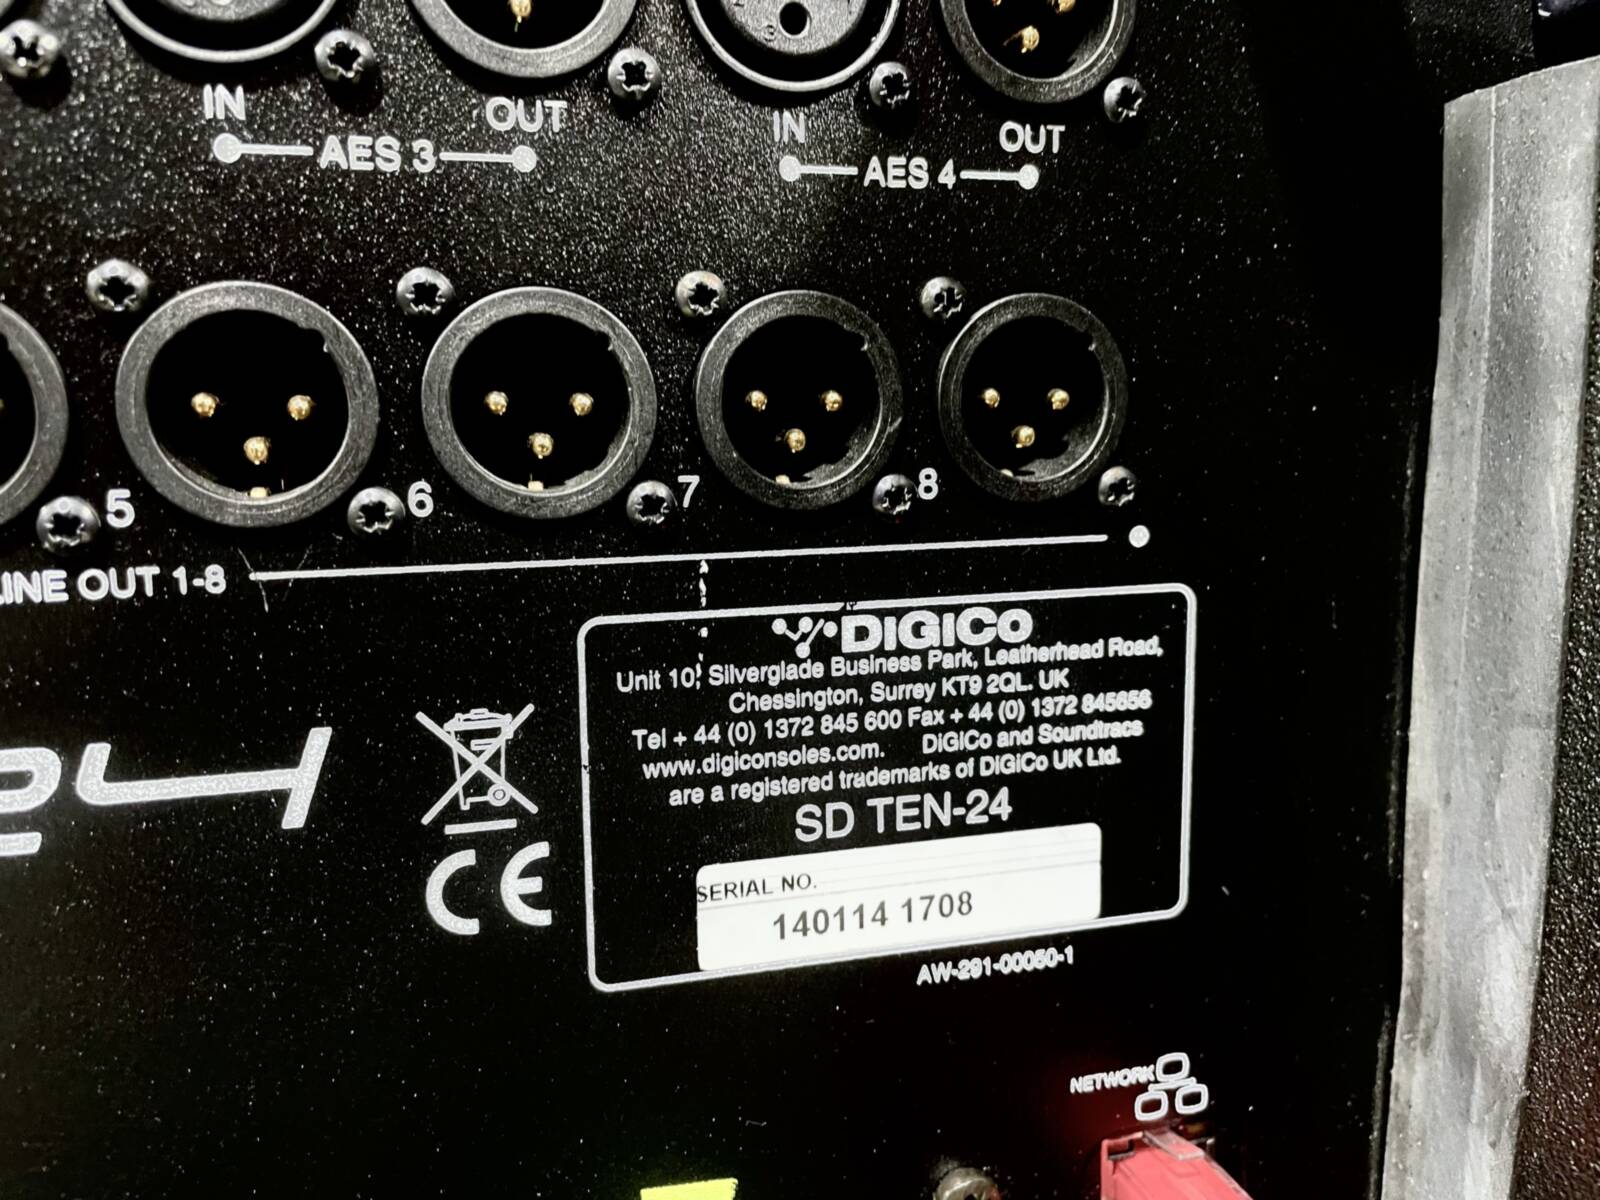 IN
OUT
AES 3
IN
OUT
AES 4
5
6
7
8
LINE OUT 1-8
DiGiCo
Unit 10, Silverglade Business Park, Leatherhead Road,
Chessington, Surrey KT9 2QL. UK
Tel + 44 (0) 1372 845 600 Fax + 44 (0) 1372 845656
www.digiconsoles.com. DiGiCo and Soundtracs
are a registered trademarks of DiGiCo UK Ltd.
SD TEN-24
SERIAL NO.
140114 1708
AW-291-00050-1
24
CE
NETWORK